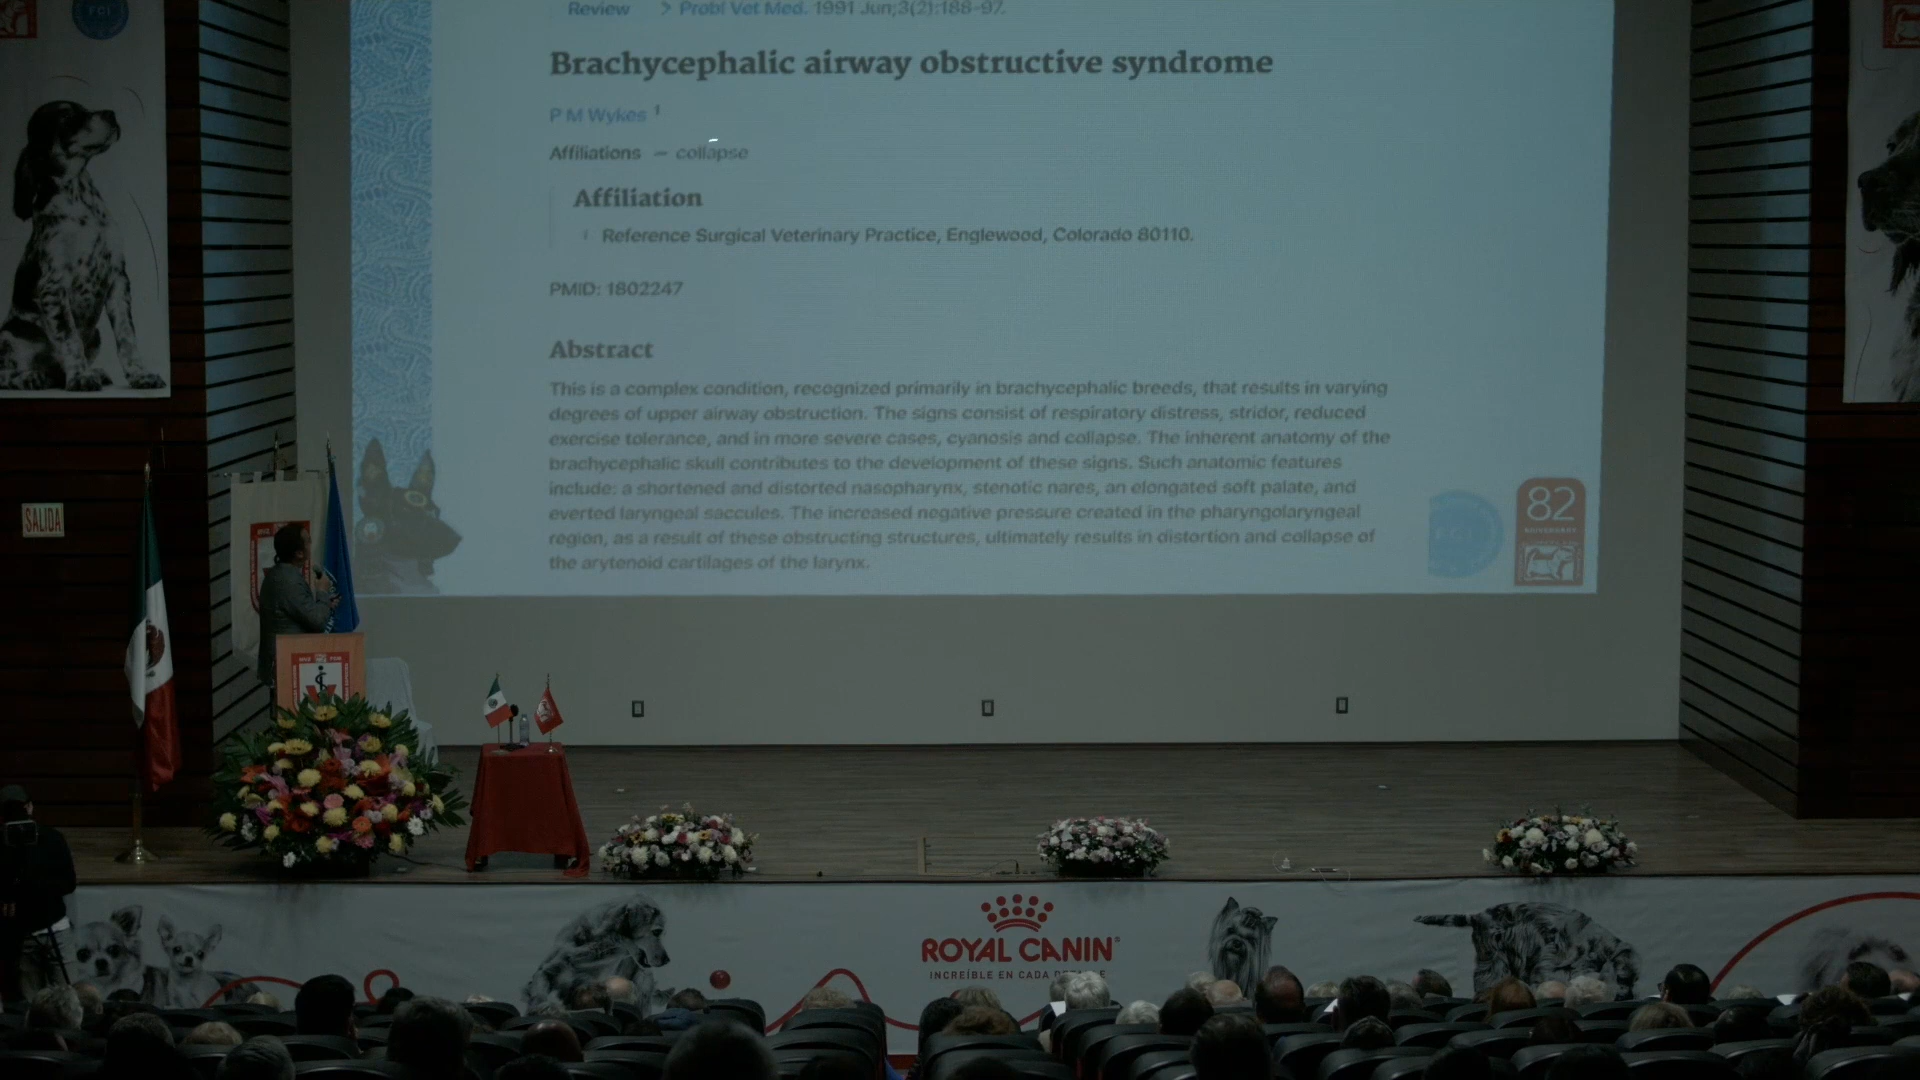 FCI
Review > Probl Vet Med. 1991 Jun;3(2):188-97.
Brachycephalic airway obstructive syndrome
P M Wykes 1
Affiliations – collapse
Affiliation
Reference Surgical Veterinary Practice, Englewood, Colorado 80110.
PMID: 1802247
Abstract
This is a complex condition, recognized primarily in brachycephalic breeds, that results in varying
degrees of upper airway obstruction. The signs consist of respiratory distress, stridor, reduced
exercise tolerance, and in more severe cases, cyanosis and collapse. The inherent anatomy of the
brachycephalic skull contributes to the development of these signs. Such anatomic features
include: a shortened and distorted nasopharynx, stenotic nares, an elongated soft palate, and
everted laryngeal saccules. The increased negative pressure created in the pharyngolaryngeal
region, as a result of these obstructing structures, ultimately results in distortion and collapse of
the arytenoid cartilages of the larynx.
FCI
82
SALIDA
ROYAL CANIN
INCREÍBLE EN CADA